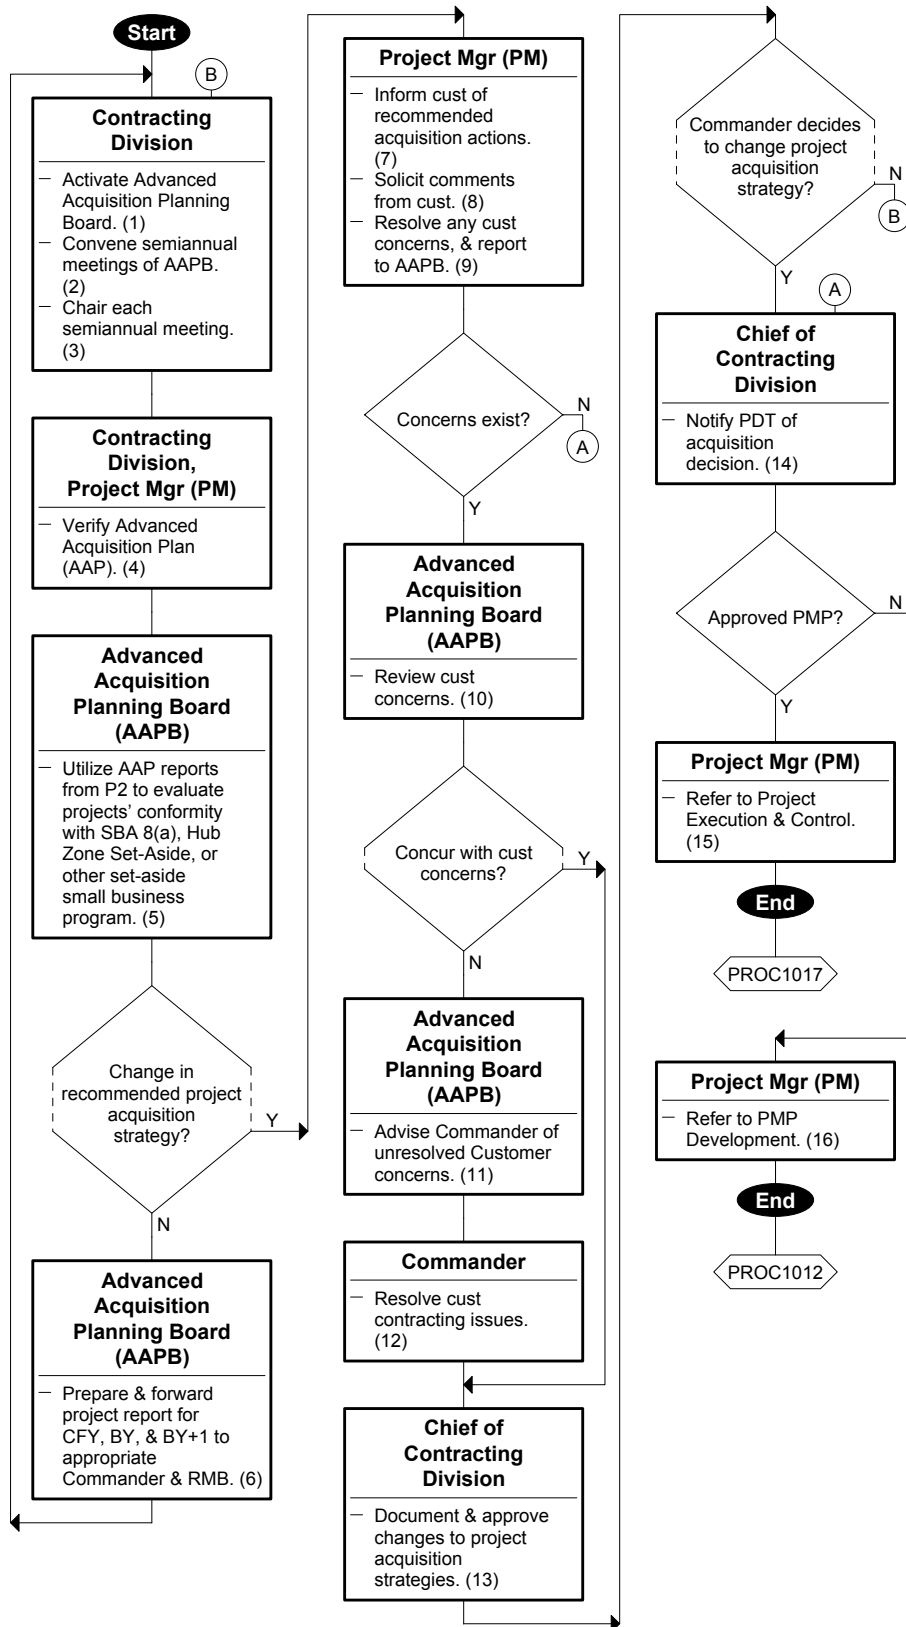 Start
B
Contracting
Division
— Activate Advanced
Acquisition Planning
Board. (1)
— Convene semiannual
meetings of AAPB.
(2)
— Chair each
semiannual meeting.
(3)
Contracting
Division,
Project Mgr (PM)
— Verify Advanced
Acquisition Plan
(AAP). (4)
Advanced
Acquisition
Planning Board
(AAPB)
— Utilize AAP reports
from P2 to evaluate
projects' conformity
with SBA 8(a), Hub
Zone Set-Aside, or
other set-aside
small business
program. (5)
Change in
recommended project
acquisition
strategy?
Y
N
Advanced
Acquisition
Planning Board
(AAPB)
— Prepare & forward
project report for
CFY, BY, & BY+1 to
appropriate
Commander & RMB. (6)
Project Mgr (PM)
— Inform cust of
recommended
acquisition actions.
(7)
— Solicit comments
from cust. (8)
— Resolve any cust
concerns, & report
to AAPB. (9)
Concerns exist?
N
A
Y
Advanced
Acquisition
Planning Board
(AAPB)
— Review cust
concerns. (10)
Concur with cust
concerns?
Y
N
Advanced
Acquisition
Planning Board
(AAPB)
— Advise Commander of
unresolved Customer
concerns. (11)
Commander
— Resolve cust
contracting issues.
(12)
Chief of
Contracting
Division
— Document & approve
changes to project
acquisition
strategies. (13)
Commander decides
to change project
acquisition
strategy?
N
B
Y
A
Chief of
Contracting
Division
— Notify PDT of
acquisition
decision. (14)
Approved PMP?
N
Y
Project Mgr (PM)
— Refer to Project
Execution & Control.
(15)
End
PROC1017
Project Mgr (PM)
— Refer to PMP
Development. (16)
End
PROC1012